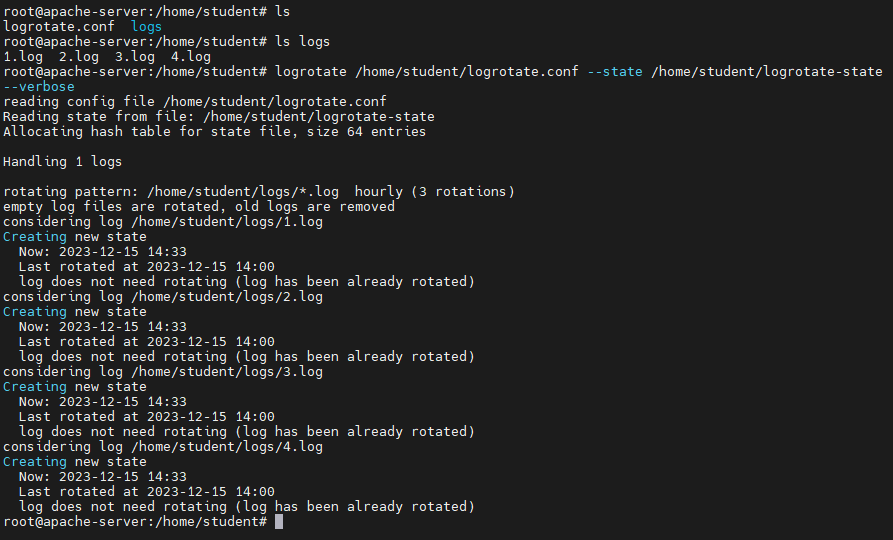 root@apache-server:/home/student# ls
logrotate.conf  logs
root@apache-server:/home/student# ls logs
1.log  2.log  3.log  4.log
root@apache-server:/home/student# logrotate /home/student/logrotate.conf --state /home/student/logrotate-state
--verbose
reading config file /home/student/logrotate.conf
Reading state from file: /home/student/logrotate-state
Allocating hash table for state file, size 64 entries

Handling 1 logs

rotating pattern: /home/student/logs/*.log  hourly (3 rotations)
empty log files are rotated, old logs are removed
considering log /home/student/logs/1.log
Creating new state
  Now: 2023-12-15 14:33
  Last rotated at 2023-12-15 14:00
  log does not need rotating (log has been already rotated)
considering log /home/student/logs/2.log
Creating new state
  Now: 2023-12-15 14:33
  Last rotated at 2023-12-15 14:00
  log does not need rotating (log has been already rotated)
considering log /home/student/logs/3.log
Creating new state
  Now: 2023-12-15 14:33
  Last rotated at 2023-12-15 14:00
  log does not need rotating (log has been already rotated)
considering log /home/student/logs/4.log
Creating new state
  Now: 2023-12-15 14:33
  Last rotated at 2023-12-15 14:00
  log does not need rotating (log has been already rotated)
root@apache-server:/home/student#